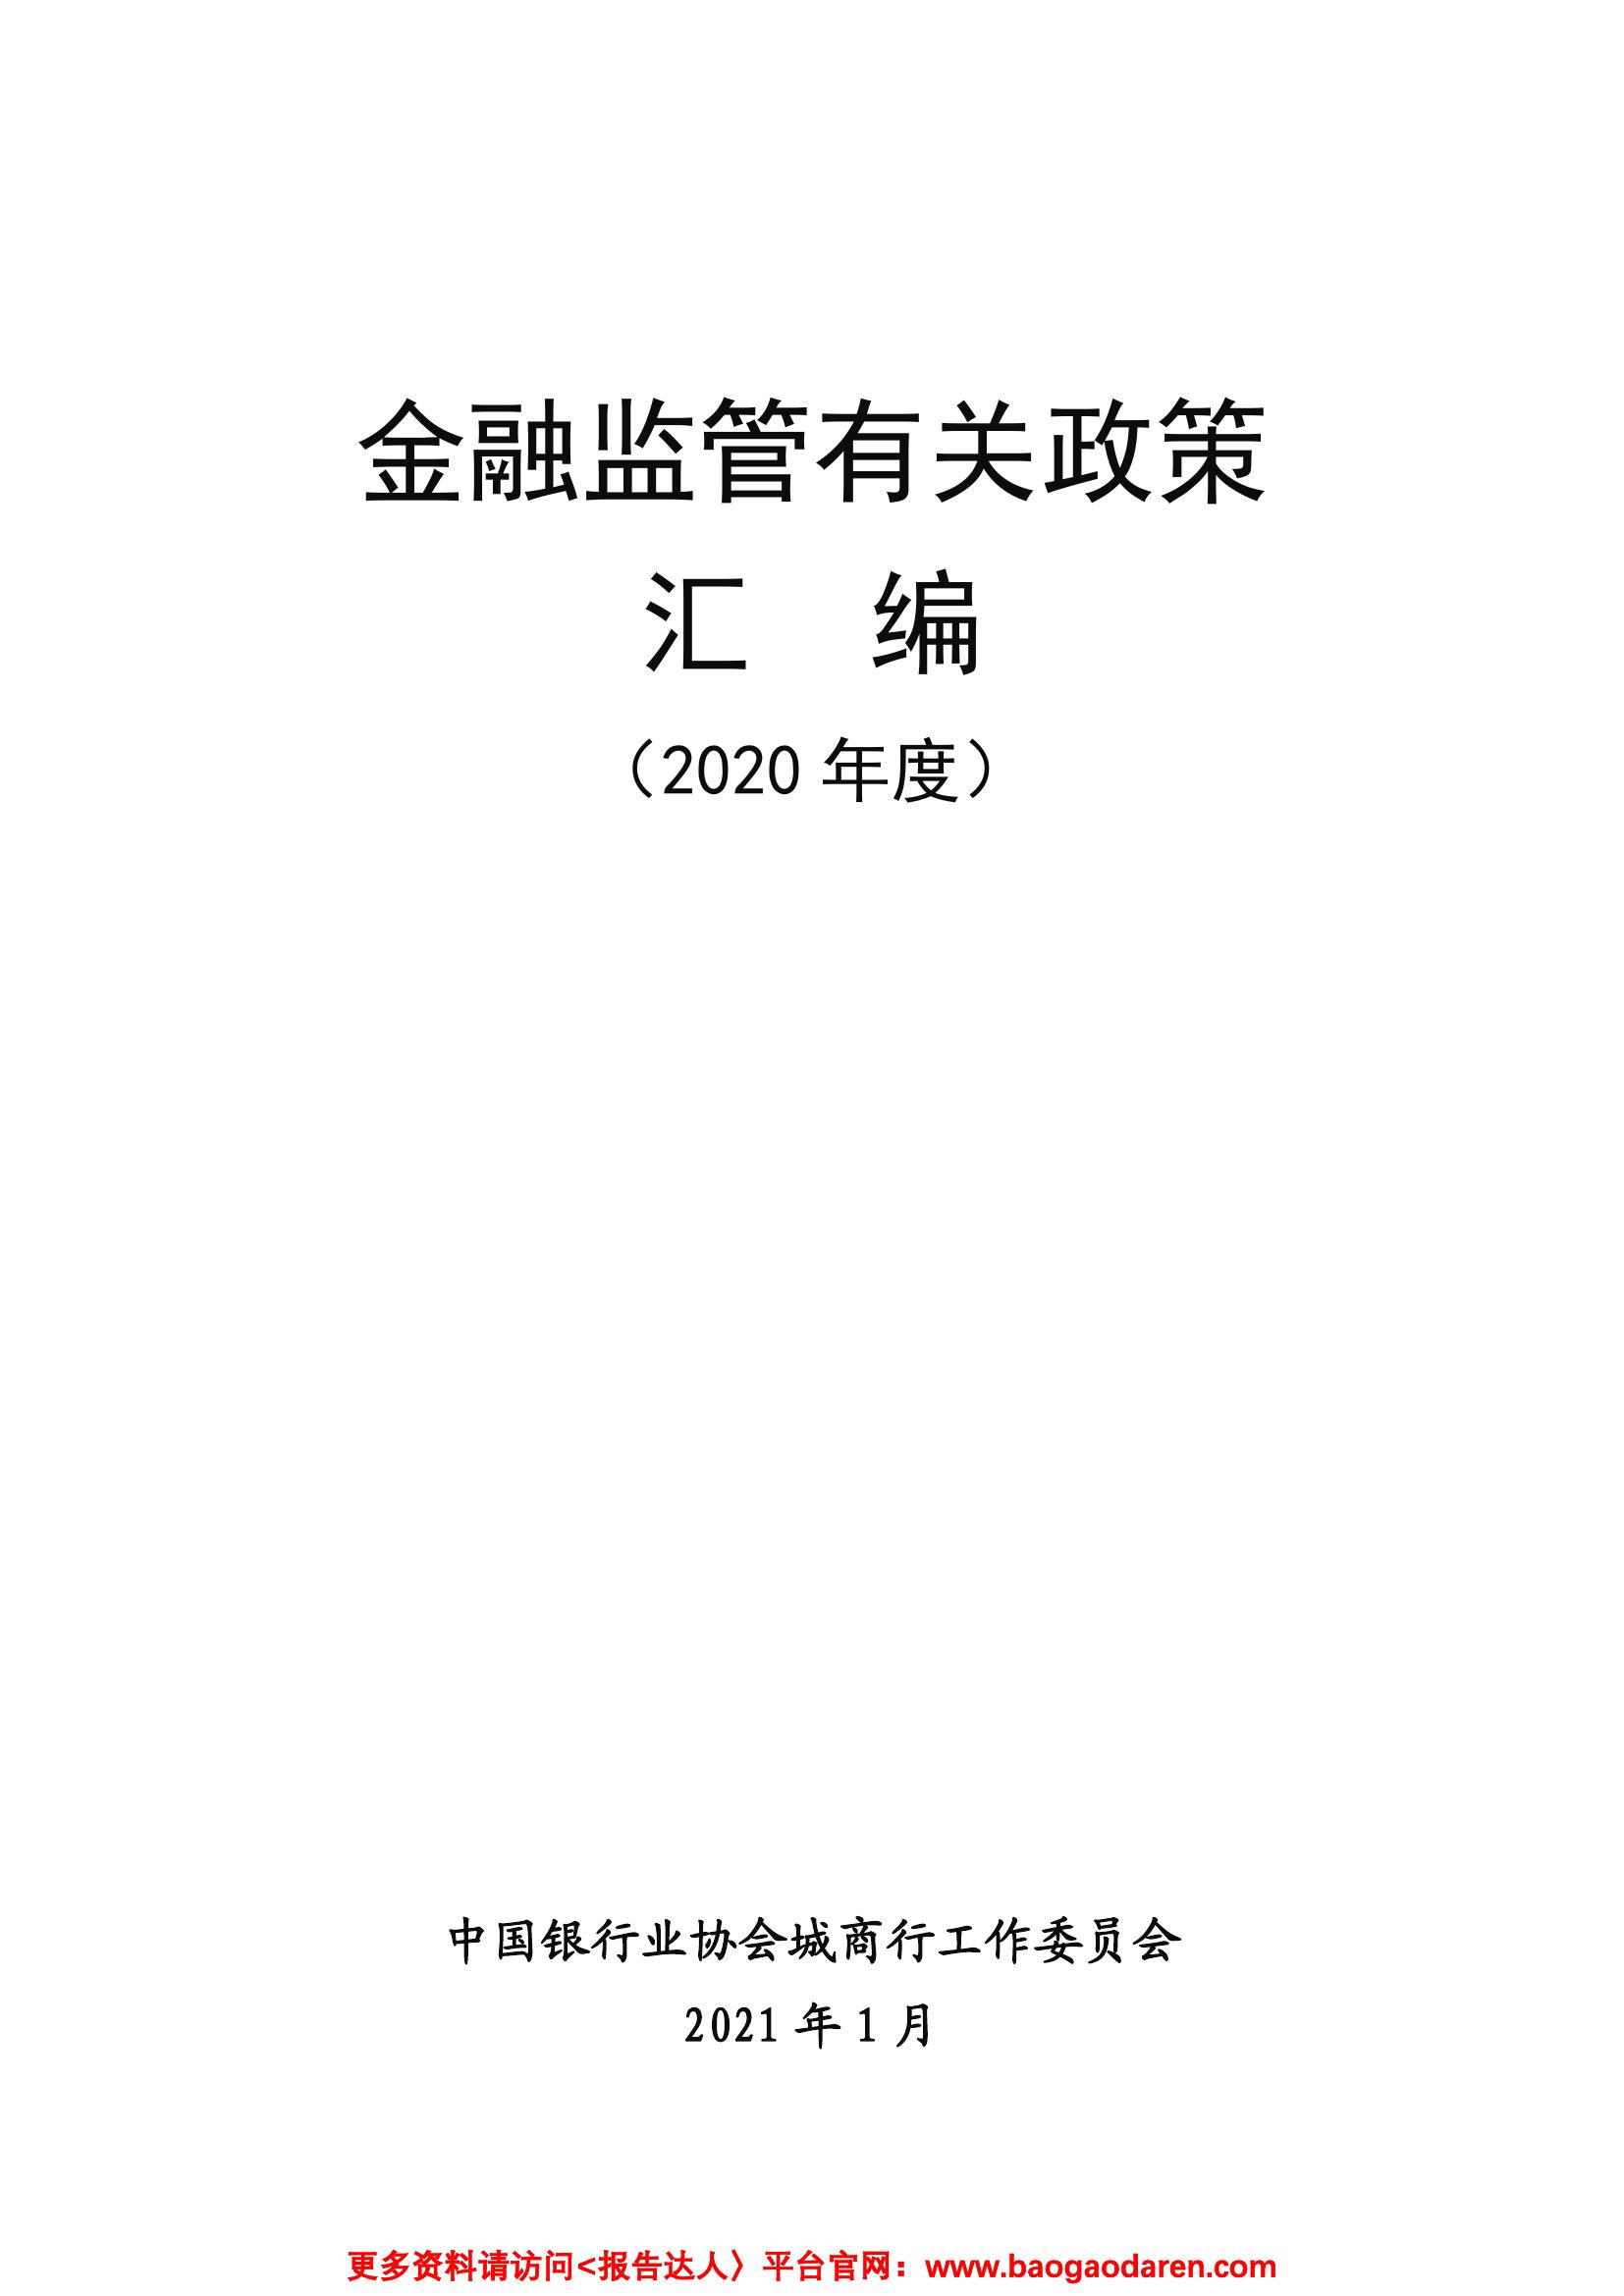 金融监管有关政策
汇 编
（2020 年度）
中国银行业协会城商行工作委员会
2021 年 1 月
更多资料请访问<报告达人〉平台官网：www.baogaodaren.com